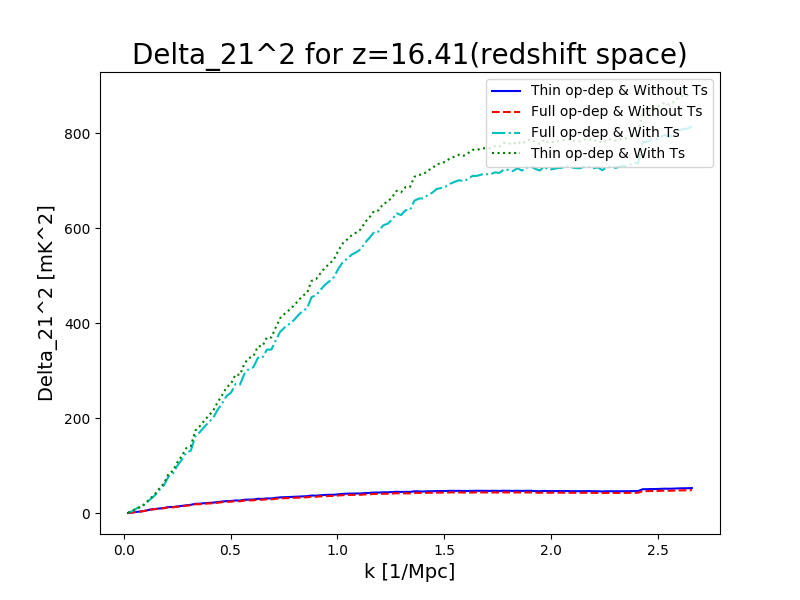 Delta_21^2 for z=16.41(redshift space)
Thin op-dep & Without Ts
Full op-dep & Without Ts
Full op-dep & With Ts
Thin op-dep & With Ts
Delta_21^2 [mK^2]
800
600
400
200
0
0.0 0.5 1.0 1.5 2.0 2.5
k [1/Mpc]